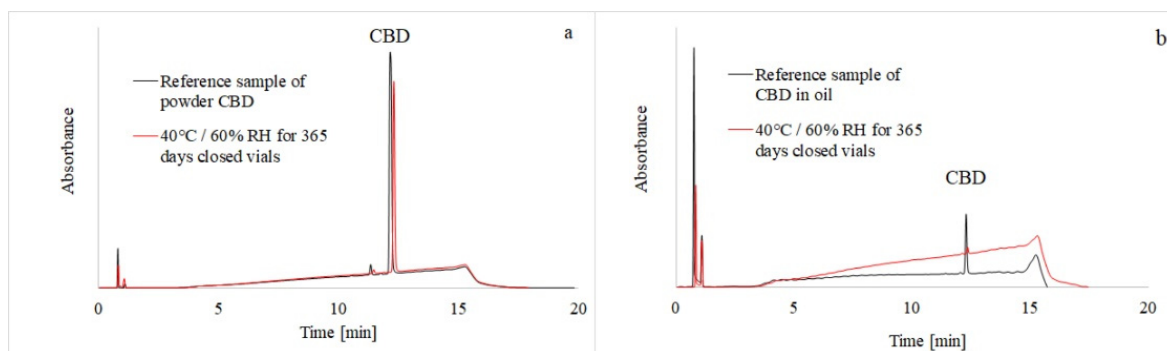 CBD
a
Reference sample of
powder CBD
40°C / 60% RH for 365
days closed vials
Absorbance
0
5
10
15
20
Time [min]
b
Reference sample of
CBD in oil
40°C / 60% RH for 365
days closed vials
CBD
Absorbance
0
5
10
15
20
Time [min]